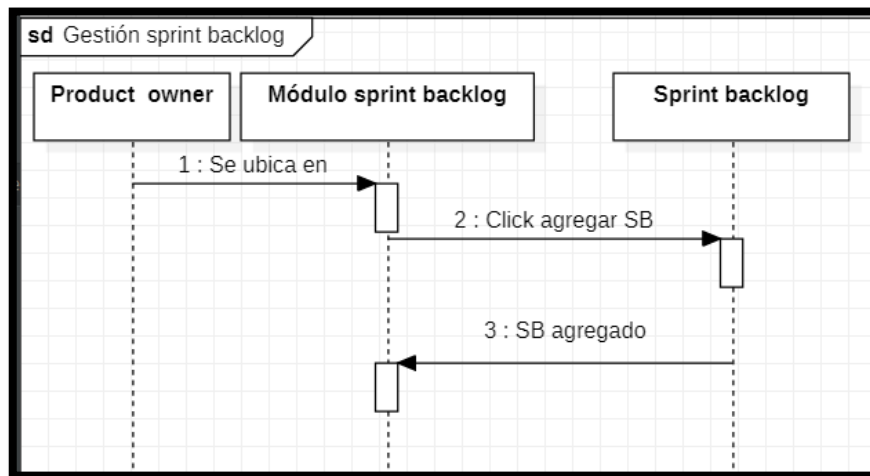 sd Gestión sprint backlog
Product owner
Módulo sprint backlog
Sprint backlog
1 : Se ubica en
2 : Click agregar SB
3 : SB agregado